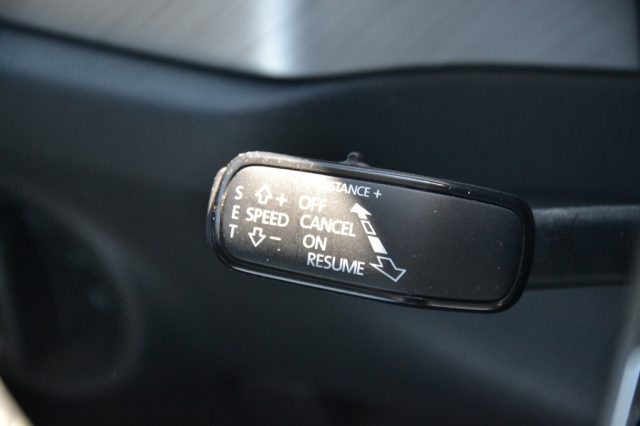 STANCE +
S + OFF
E SPEED CANCEL
T - ON
RESUME